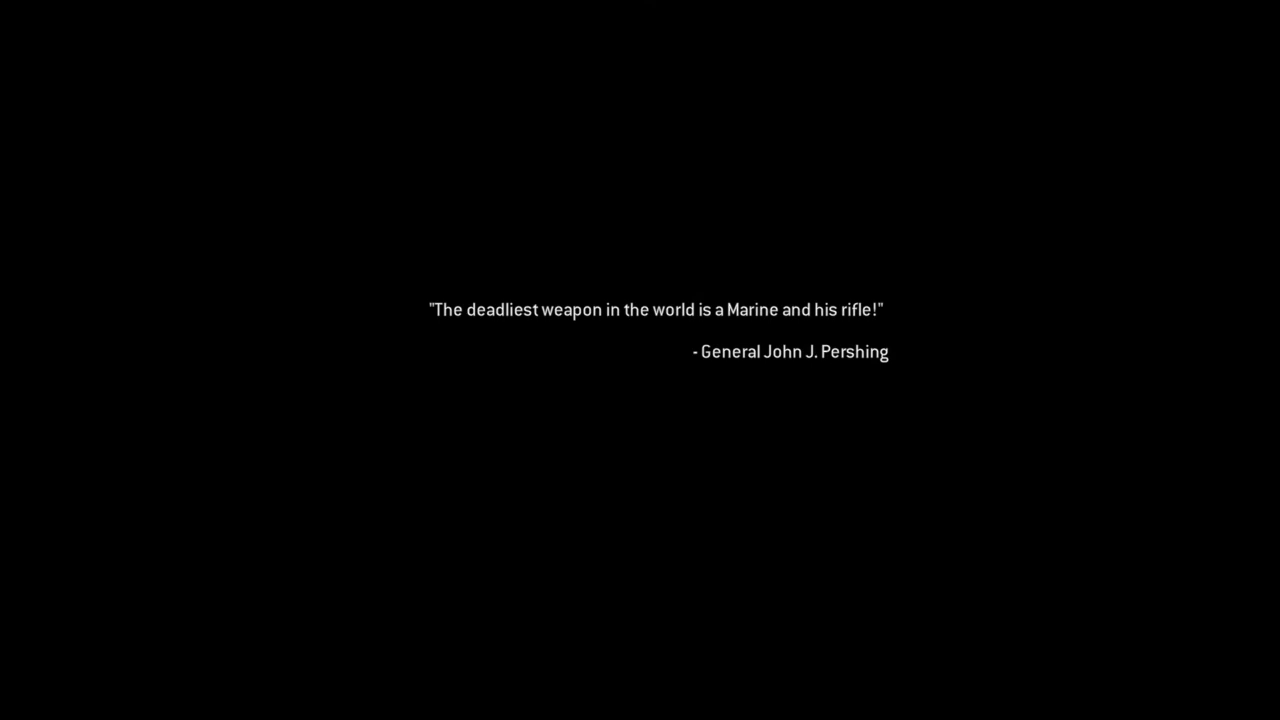 "The deadliest weapon in the world is a Marine and his rifle!"
- General John J. Pershing